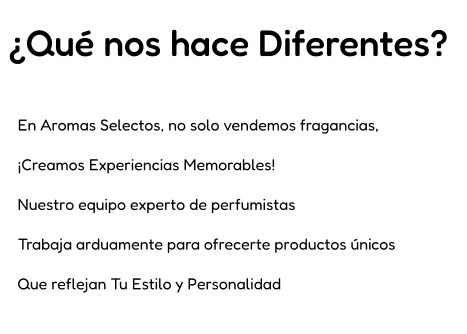 ¿Qué nos hace Diferentes?
En Aromas Selectos, no solo vendemos fragancias,
¡Creamos Experiencias Memorables!
Nuestro equipo experto de perfumistas
Trabaja arduamente para ofrecerte productos únicos
Que reflejan Tu Estilo y Personalidad